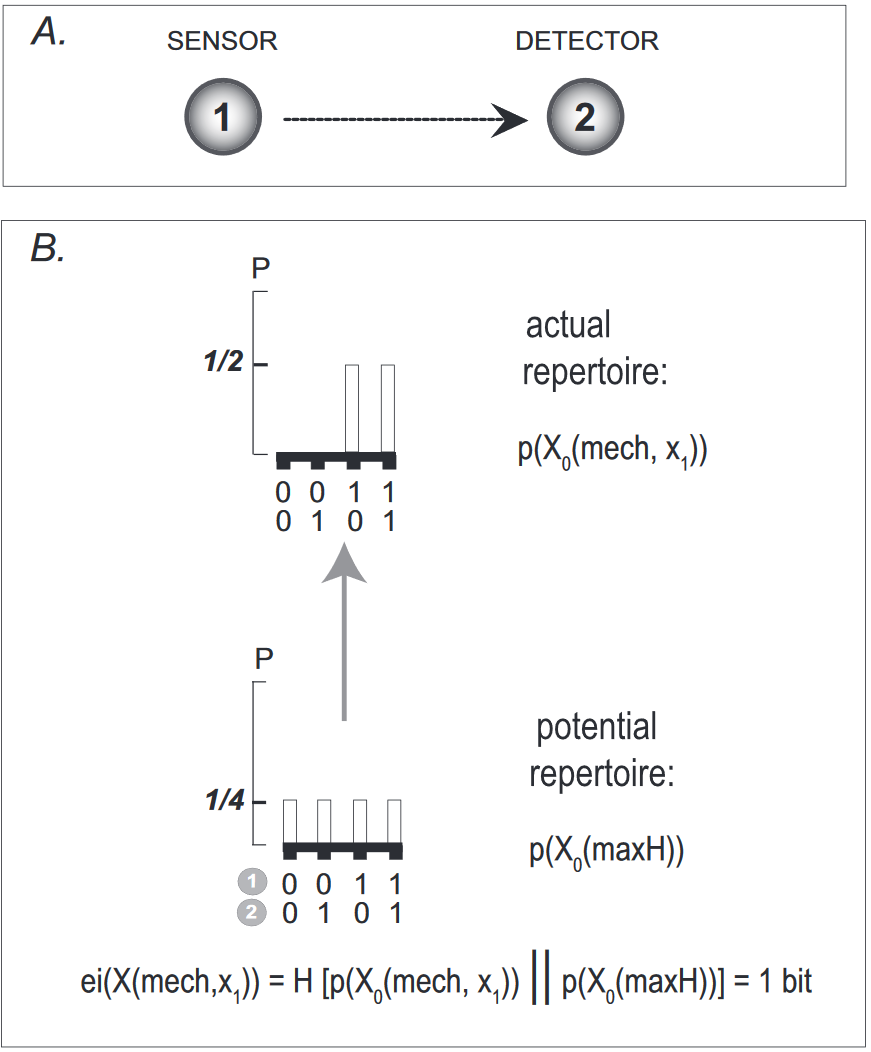 A.
SENSOR DETECTOR
1 2
B.
P
1/2
actual
repertoire:
p(X₀(mech, x₁))
0 0 1 1
0 1 0 1
P
1/4
potential
repertoire:
p(X₀(maxH))
1 0 0 1 1
2 0 1 0 1
ei(X(mech,x₁)) = H [p(X₀(mech, x₁)) || p(X₀(maxH))] = 1 bit